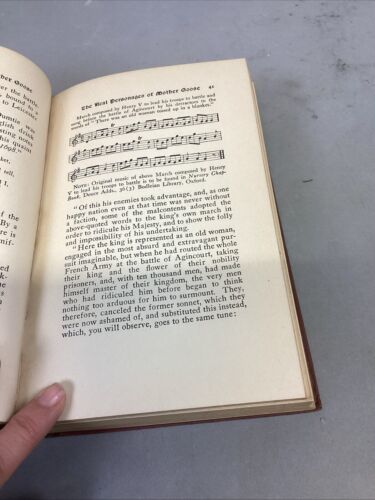 The Real Personages of Mother Goose 41
March composed by Henry V to lead his troops to battle and
sung before the battle of Agincourt by his detractors to the
words "There was an old woman tossed up in a blanket."
NOTE: Original music of above March composed by Henry
V to lead his troops to battle to be found in Nursery Chap-
Book, Douce Adds., 36(3) Bodleian Library, Oxford.
"Of this his enemies took advantage, and, as one
happy nation even at that time was never without
a faction, some of the malcontents adopted the
above-quoted words to the king's own march in
order to ridicule his Majesty, and to show the folly
and impossibility of his undertaking.
"Here the king is represented as an old woman,
engaged in the most absurd and extravagant pur-
suit imaginable, but when he had routed the whole
French Army at the battle of Agincourt, taking
their king and the flower of their nobility
prisoners, and, with ten thousand men, had made
himself master of their kingdom, the very men
who had ridiculed him before began to think
nothing too arduous for him to surmount. They,
therefore, canceled the former sonnet, which they
were now ashamed of, and substituted this instead,
which, you will observe, goes to the same tune: